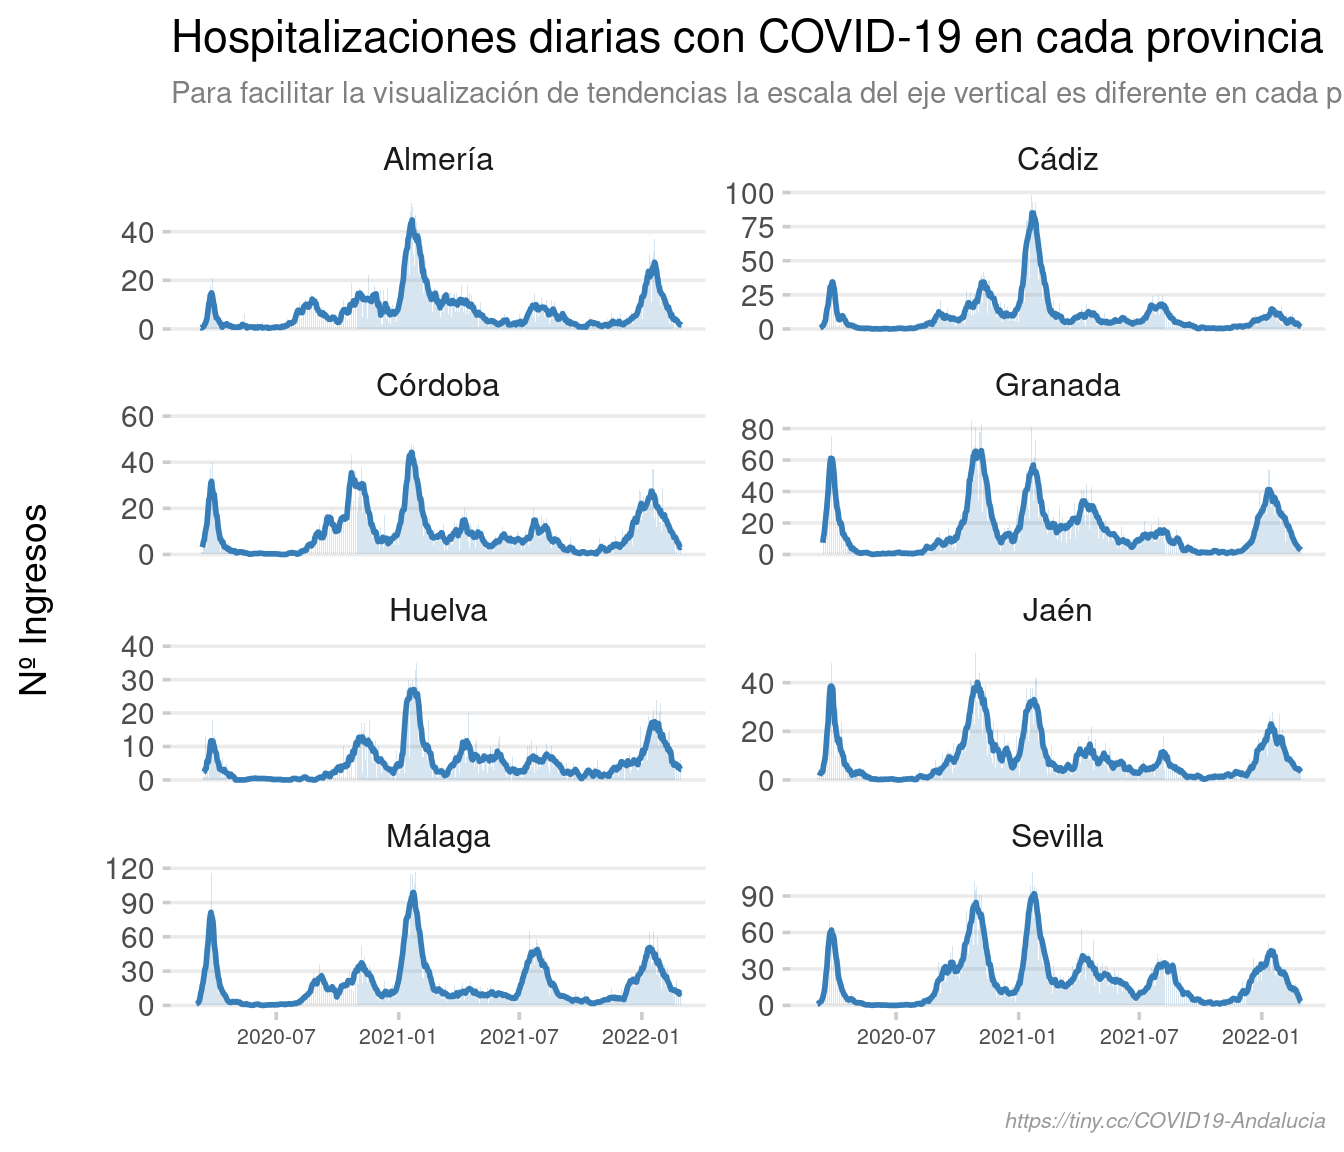 Hospitalizaciones diarias con COVID-19 en cada provincia
Para facilitar la visualización de tendencias la escala del eje vertical es diferente en cada p
Nº Ingresos
Almería
40
20
0
Cádiz
100
75
50
25
0
Córdoba
60
40
20
0
Granada
80
60
40
20
0
Huelva
40
30
20
10
0
Jaén
40
20
0
Málaga
120
90
60
30
0
Sevilla
90
60
30
0
2020-07 2021-01 2021-07 2022-01
2020-07 2021-01 2021-07 2022-01
https://tiny.cc/COVID19-Andalucia